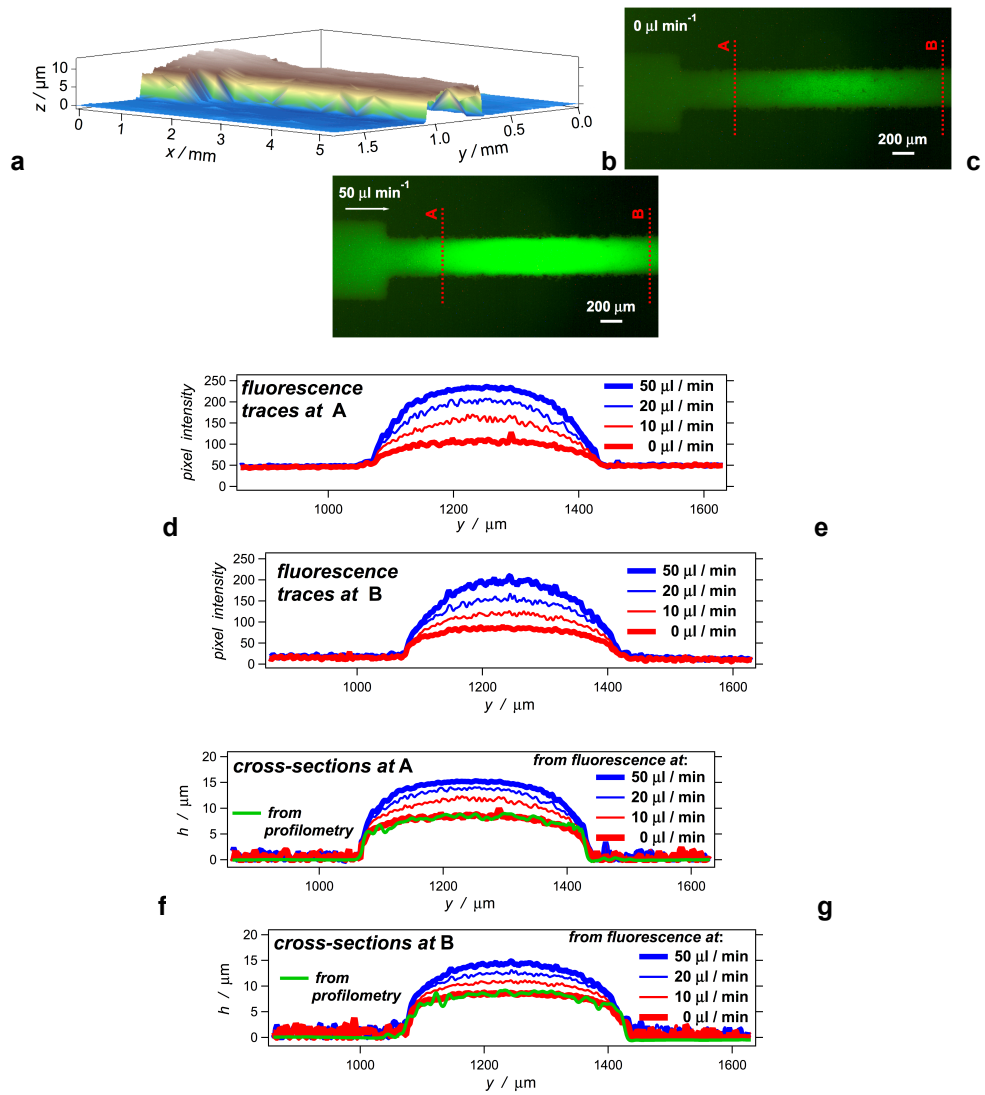 0 µl min-1
A
B
200 µm
10
5
0
z / µm
0
1
2
3
4
5
x / mm
1.5
1.0
0.5
0.0
y / mm
a
b
c
50 µl min-1
A
B
200 µm
fluorescence
traces at A
50 µl / min
20 µl / min
10 µl / min
0 µl / min
250
200
150
100
50
0
pixel intensity
1000
1200
1400
1600
y / µm
d
e
fluorescence
traces at B
50 µl / min
20 µl / min
10 µl / min
0 µl / min
250
200
150
100
50
0
pixel intensity
1000
1200
1400
1600
y / µm
cross-sections at A
from fluorescence at:
50 µl / min
20 µl / min
10 µl / min
0 µl / min
from
profilometry
20
15
10
5
0
h / µm
1000
1200
1400
1600
y / µm
f
g
cross-sections at B
from fluorescence at:
50 µl / min
20 µl / min
10 µl / min
0 µl / min
from
profilometry
20
15
10
5
0
h / µm
1000
1200
1400
1600
y / µm